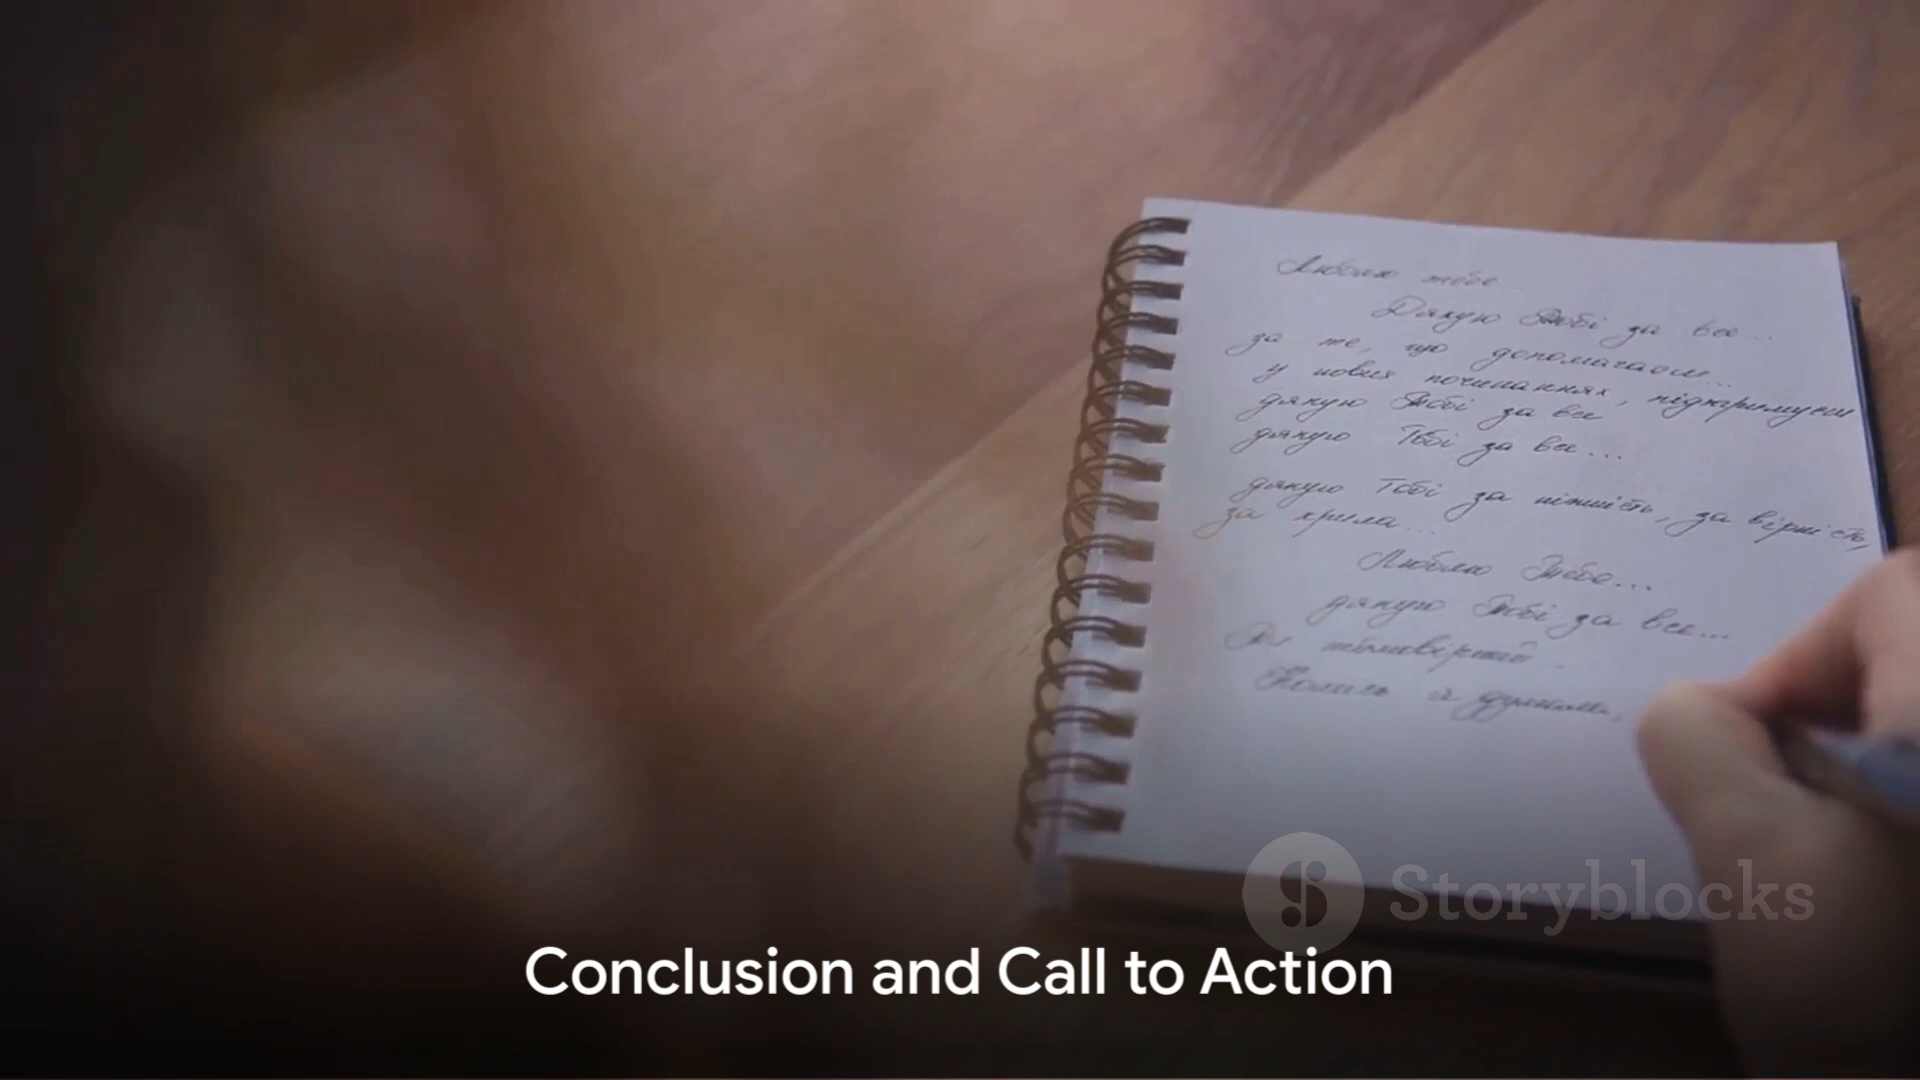 Люблю тебе
Дякую Тобі за все...
за те, що допомагаєш...
у нових починаннях, підтримуєш
дякую Тобі за все
дякую Тобі за все...
дякую Тобі за ніжність, за вірність,
за крила...
Люблю Тебе...
дякую Тобі за все...
Колись я думала,
Storyblocks
Conclusion and Call to Action